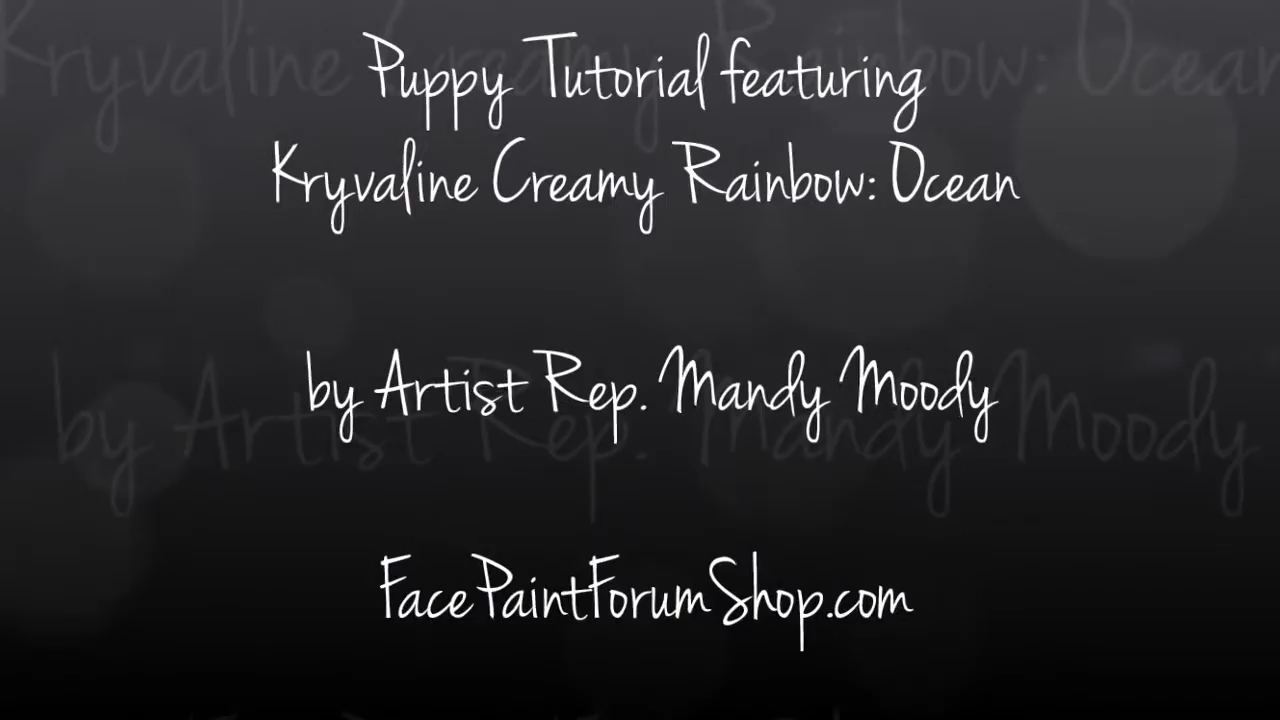 Puppy Tutorial featuring
Kryvaline Creamy Rainbow: Ocean
by Artist Rep. Mandy Moody
FacePaintForumShop.com